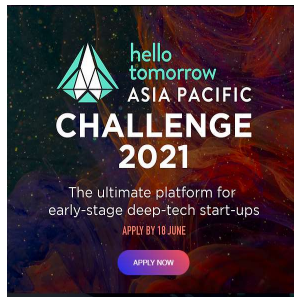 hello
tomorrow
ASIA PACIFIC
CHALLENGE
2021
The ultimate platform for
early-stage deep-tech start-ups
APPLY BY 18 JUNE
APPLY NOW